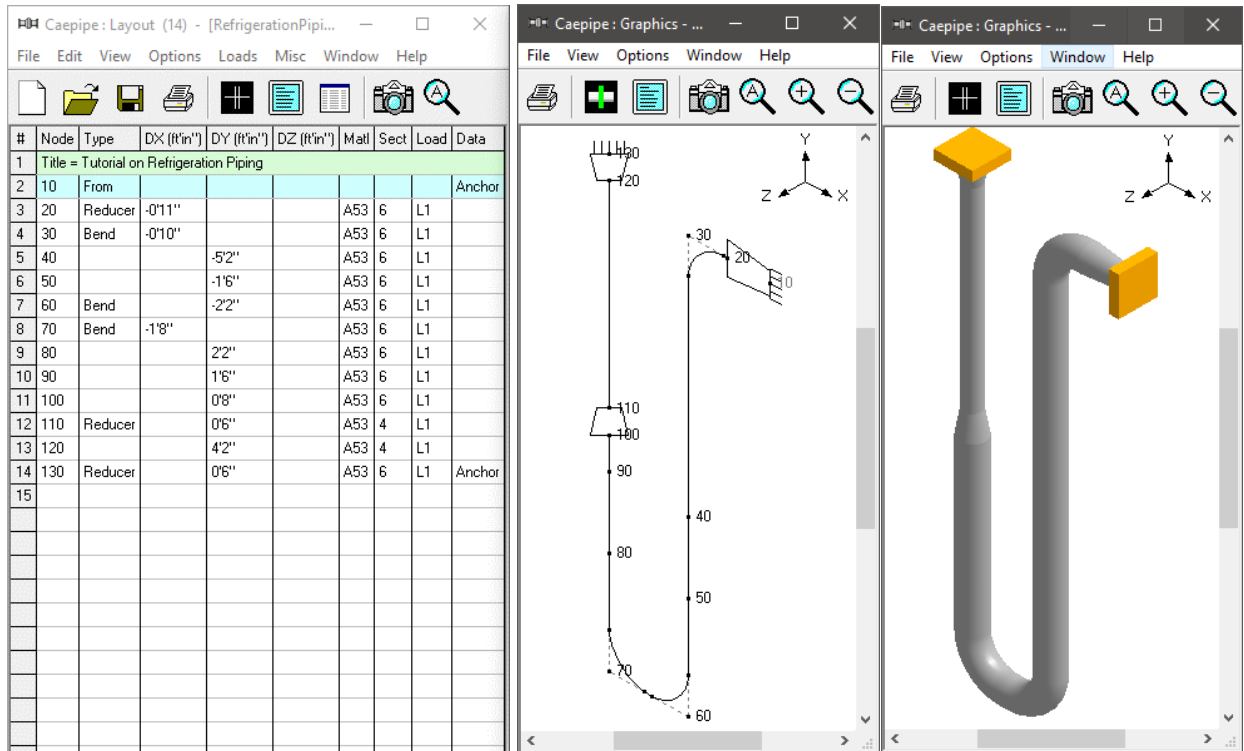 Caepipe : Layout (14) - [RefrigerationPipi...
File Edit View Options Loads Misc Window Help
# Node Type DX (ft'in'') DY (ft'in'') DZ (ft'in'') Matl Sect Load Data
1 Title = Tutorial on Refrigeration Piping
2 10 From Anchor
3 20 Reducer -0'11'' A53 6 L1
4 30 Bend -0'10'' A53 6 L1
5 40 -5'2'' A53 6 L1
6 50 -1'6'' A53 6 L1
7 60 Bend -2'2'' A53 6 L1
8 70 Bend -1'8'' A53 6 L1
9 80 2'2'' A53 6 L1
10 90 1'6'' A53 6 L1
11 100 0'8'' A53 6 L1
12 110 Reducer 0'6'' A53 4 L1
13 120 4'2'' A53 4 L1
14 130 Reducer 0'6'' A53 6 L1 Anchor
15
Caepipe : Graphics - ...
File View Options Window Help
A
Y
Z X
130
120
30
20
10
110
100
90
40
80
50
70
60
Caepipe : Graphics - ...
File View Options Window Help
A
Y
Z X